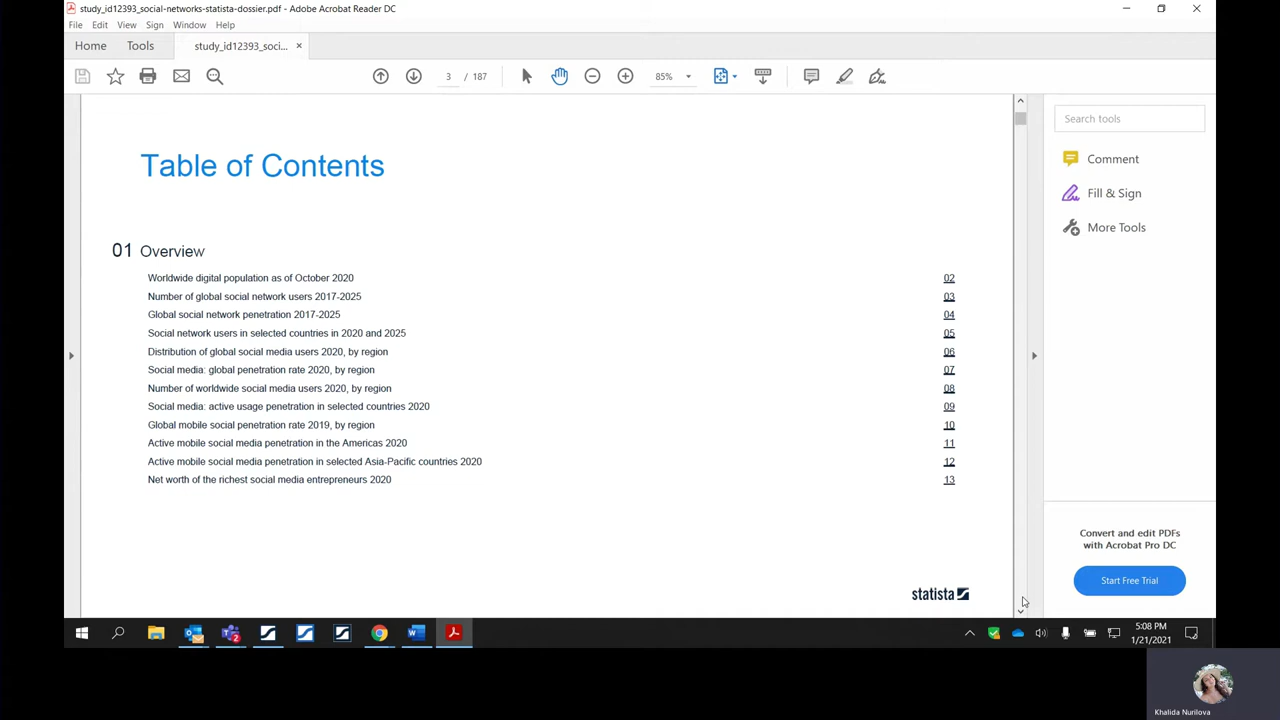 study_id12393_social-networks-statista-dossier.pdf - Adobe Acrobat Reader DC
File Edit View Sign Window Help
Home Tools study_id12393_soci... ×
3 / 187 85%
Search tools
Comment
Fill & Sign
More Tools
Table of Contents
01 Overview
Worldwide digital population as of October 2020 02
Number of global social network users 2017-2025 03
Global social network penetration 2017-2025 04
Social network users in selected countries in 2020 and 2025 05
Distribution of global social media users 2020, by region 06
Social media: global penetration rate 2020, by region 07
Number of worldwide social media users 2020, by region 08
Social media: active usage penetration in selected countries 2020 09
Global mobile social penetration rate 2019, by region 10
Active mobile social media penetration in the Americas 2020 11
Active mobile social media penetration in selected Asia-Pacific countries 2020 12
Net worth of the richest social media entrepreneurs 2020 13
statista
Convert and edit PDFs
with Acrobat Pro DC
Start Free Trial
5:08 PM
1/21/2021
Khalida Nurilova